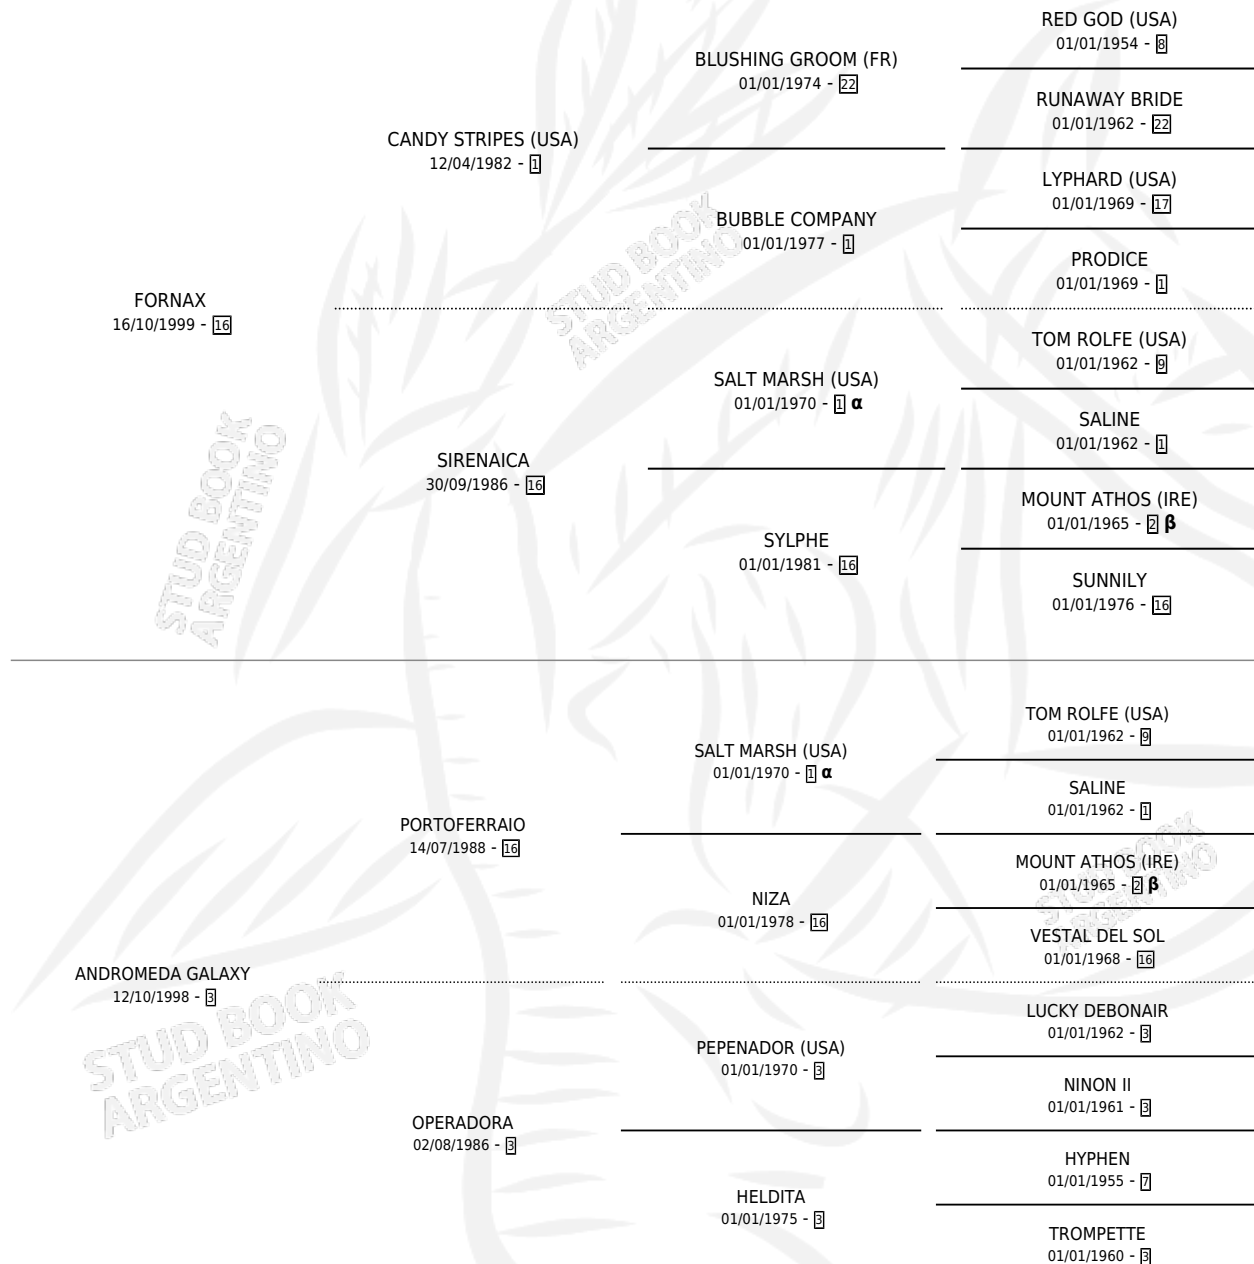 RED GOD (USA)
01/01/1954 - 8
BLUSHING GROOM (FR)
01/01/1974 - 22
RUNAWAY BRIDE
01/01/1962 - 22
CANDY STRIPES (USA)
12/04/1982 - 1
LYPHARD (USA)
01/01/1969 - 17
BUBBLE COMPANY
01/01/1977 - 1
PRODICE
01/01/1969 - 1
FORNAX
16/10/1999 - 16
TOM ROLFE (USA)
01/01/1962 - 9
SALT MARSH (USA)
01/01/1970 - 1 α
SALINE
01/01/1962 - 1
SIRENAICA
30/09/1986 - 16
MOUNT ATHOS (IRE)
01/01/1965 - 2 β
SYLPHE
01/01/1981 - 16
SUNNILY
01/01/1976 - 16
STUD BOOK
ARGENTINO
STUD BOOK
ARGENTINO
TOM ROLFE (USA)
01/01/1962 - 9
SALT MARSH (USA)
01/01/1970 - 1 α
SALINE
01/01/1962 - 1
PORTOFERRAIO
14/07/1988 - 16
MOUNT ATHOS (IRE)
01/01/1965 - 2 β
NIZA
01/01/1978 - 16
VESTAL DEL SOL
01/01/1968 - 16
ANDROMEDA GALAXY
12/10/1998 - 3
LUCKY DEBONAIR
01/01/1962 - 3
PEPENADOR (USA)
01/01/1970 - 3
NINON II
01/01/1961 - 3
OPERADORA
02/08/1986 - 3
HYPHEN
01/01/1955 - 7
HELDITA
01/01/1975 - 3
TROMPETTE
01/01/1960 - 3
STUD BOOK
ARGENTINO
STUD BOOK
ARGENTINO